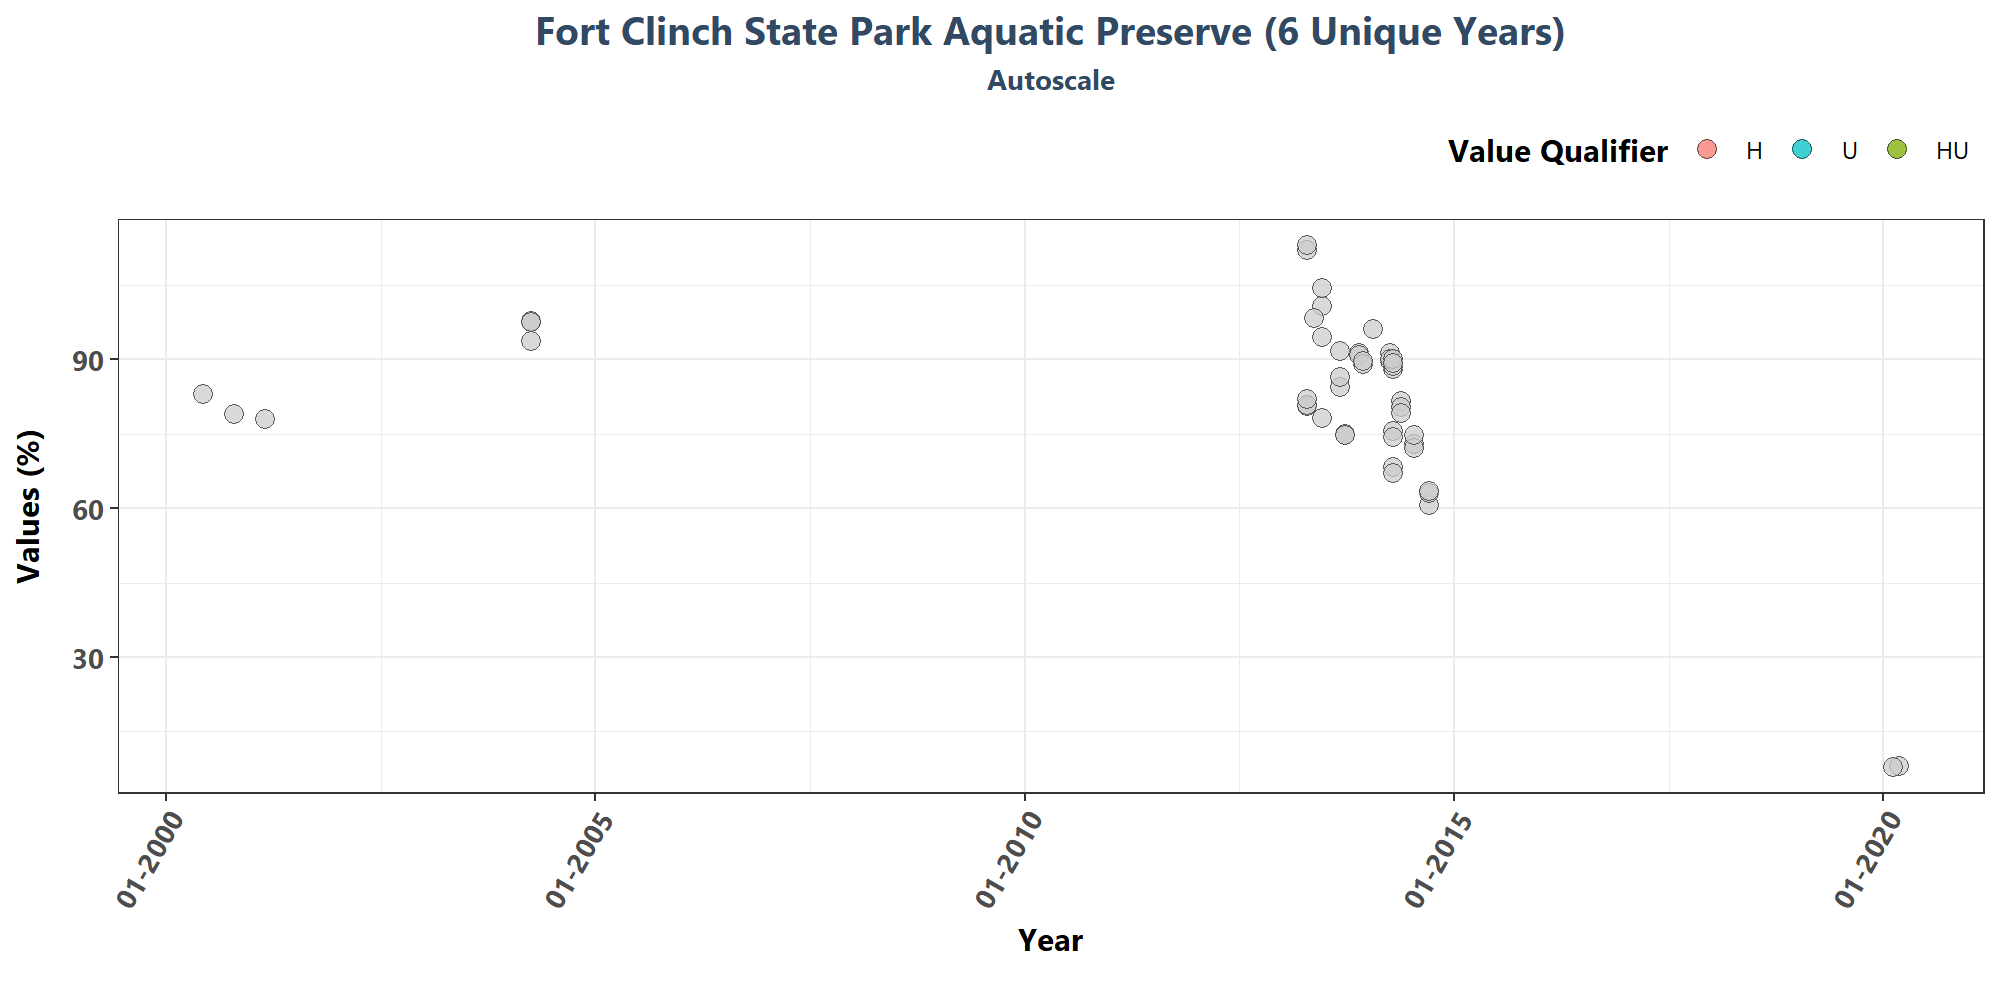 Fort Clinch State Park Aquatic Preserve (6 Unique Years)
Autoscale
Value Qualifier H U HU
Values (%)
90
60
30
01-2000 01-2005 01-2010 01-2015 01-2020
Year